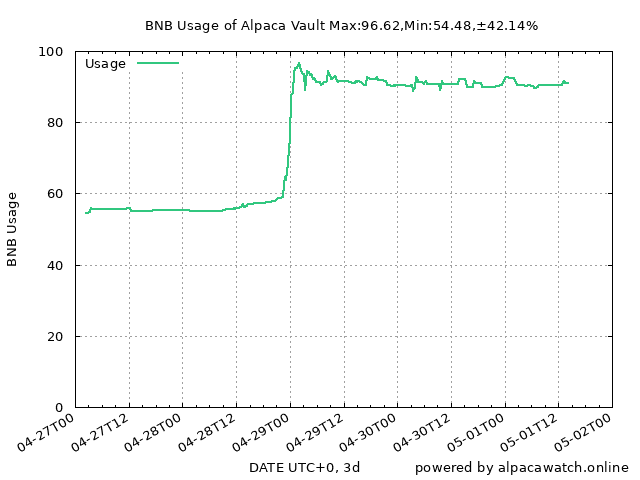 BNB Usage of Alpaca Vault Max:96.62,Min:54.48,±42.14%
Usage
100
80
60
40
20
0
BNB Usage
04-27T00 04-27T12 04-28T00 04-28T12 04-29T00 04-29T12 04-30T00 04-30T12 05-01T00 05-01T12 05-02T00
DATE UTC+0, 3d powered by alpacawatch.online